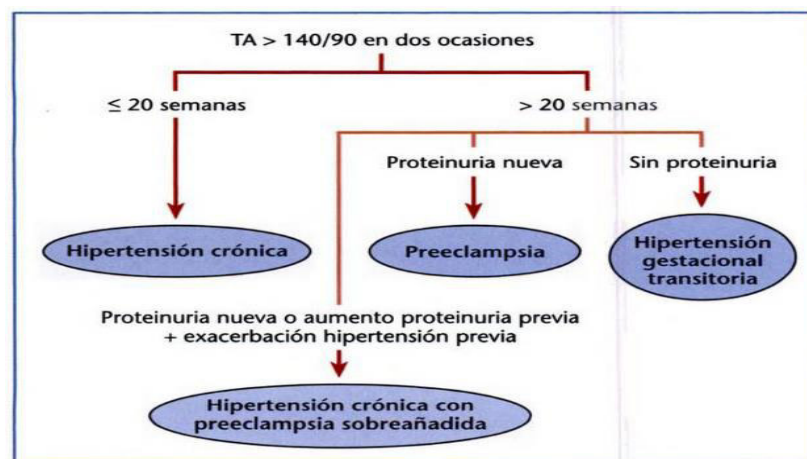 TA > 140/90 en dos ocasiones
≤ 20 semanas
> 20 semanas
Proteinuria nueva
Sin proteinuria
Hipertensión crónica
Preeclampsia
Hipertensión
gestacional
transitoria
Proteinuria nueva o aumento proteinuria previa
+ exacerbación hipertensión previa
Hipertensión crónica con
preeclampsia sobreañadida